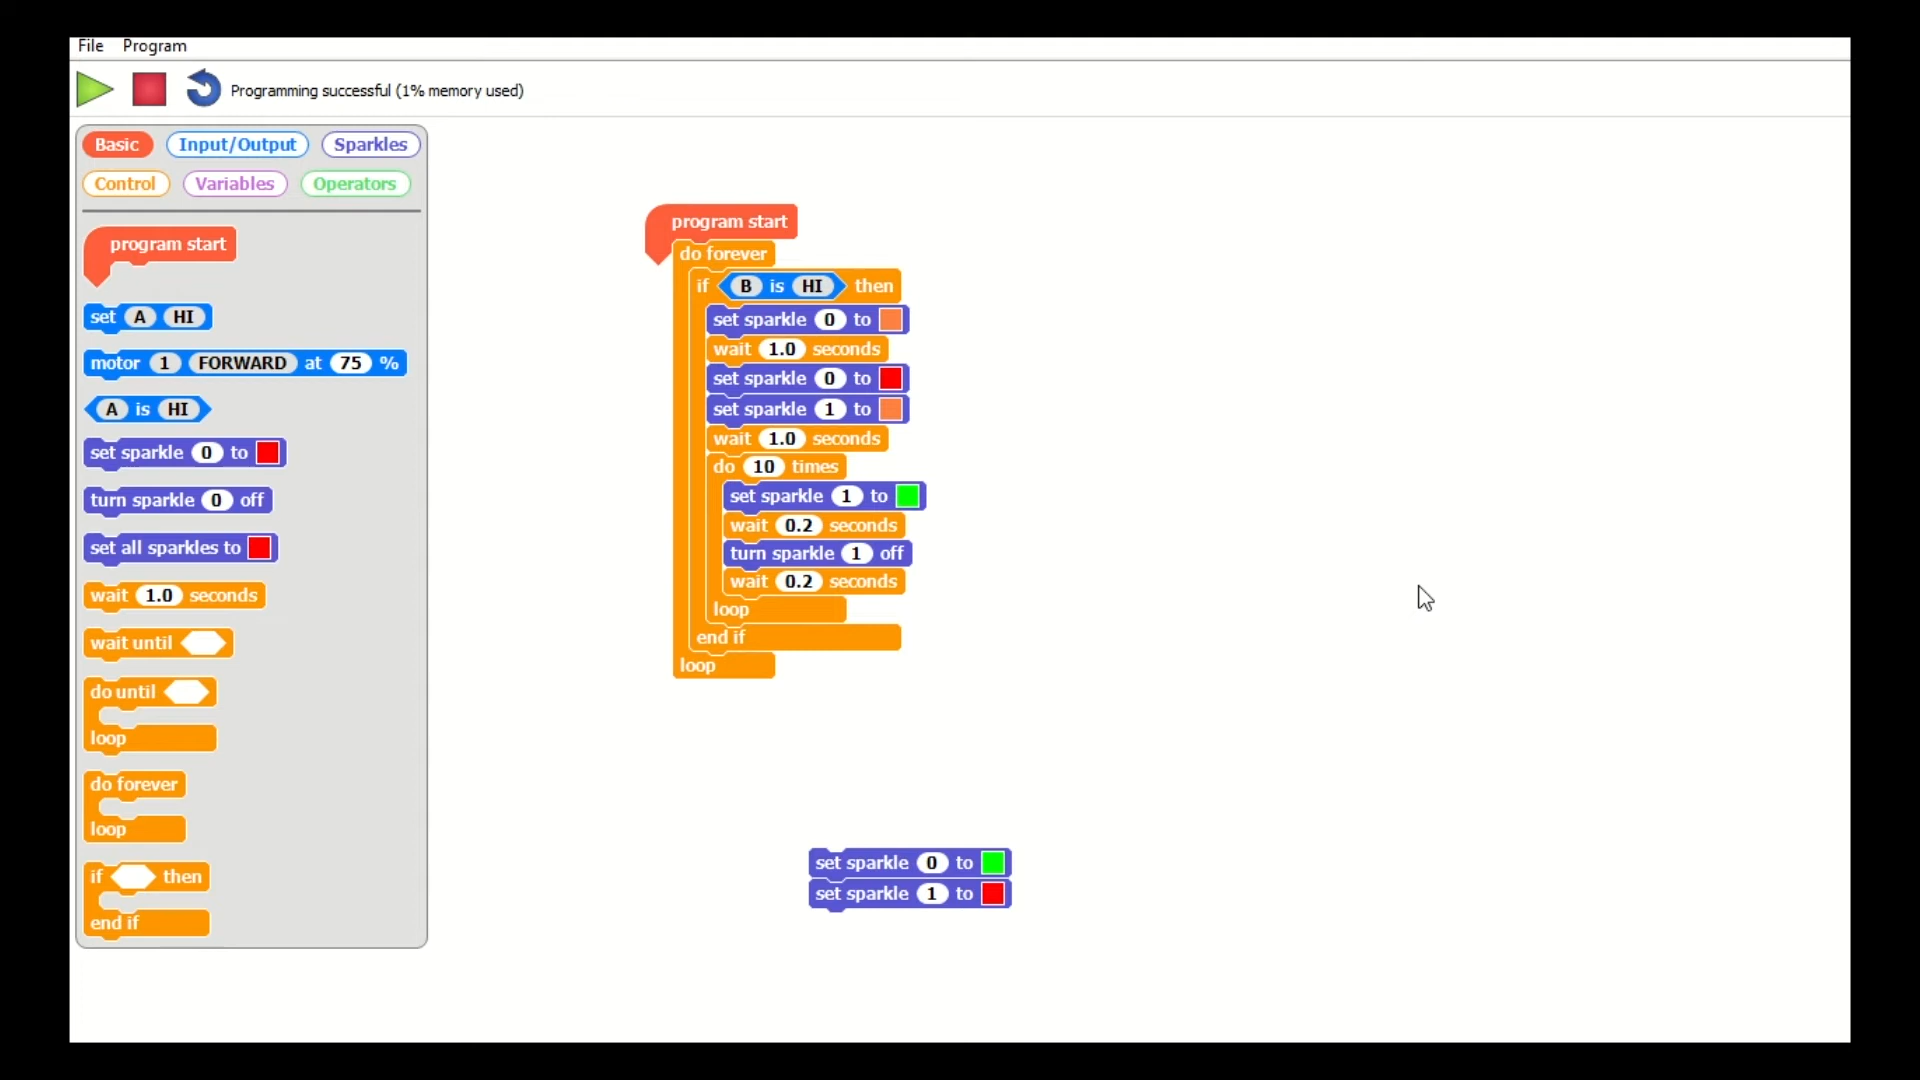 File Program
Programming successful (1% memory used)
Basic Input/Output Sparkles
Control Variables Operators
program start
set A HI
motor 1 FORWARD at 75 %
A is HI
set sparkle 0 to
turn sparkle 0 off
set all sparkles to
wait 1.0 seconds
wait until
do until
loop
do forever
loop
if then
end if
program start
do forever
if B is HI then
set sparkle 0 to
wait 1.0 seconds
set sparkle 0 to
set sparkle 1 to
wait 1.0 seconds
do 10 times
set sparkle 1 to
wait 0.2 seconds
turn sparkle 1 off
wait 0.2 seconds
loop
end if
loop
set sparkle 0 to
set sparkle 1 to